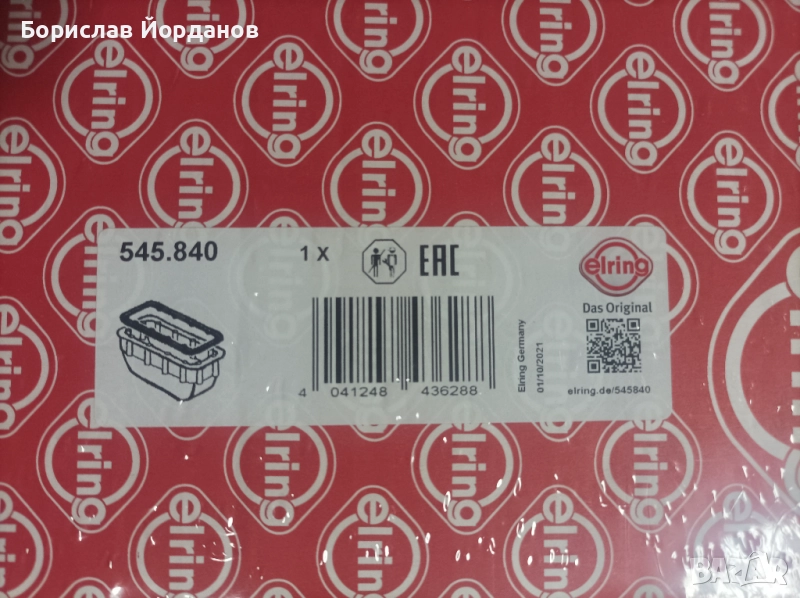 Борислав Йорданов
545.840
1 X
EAC
elring
Das Original
4 041248 436288
Elring Germany
01/10/2021
elring.de/545840
BAZAR